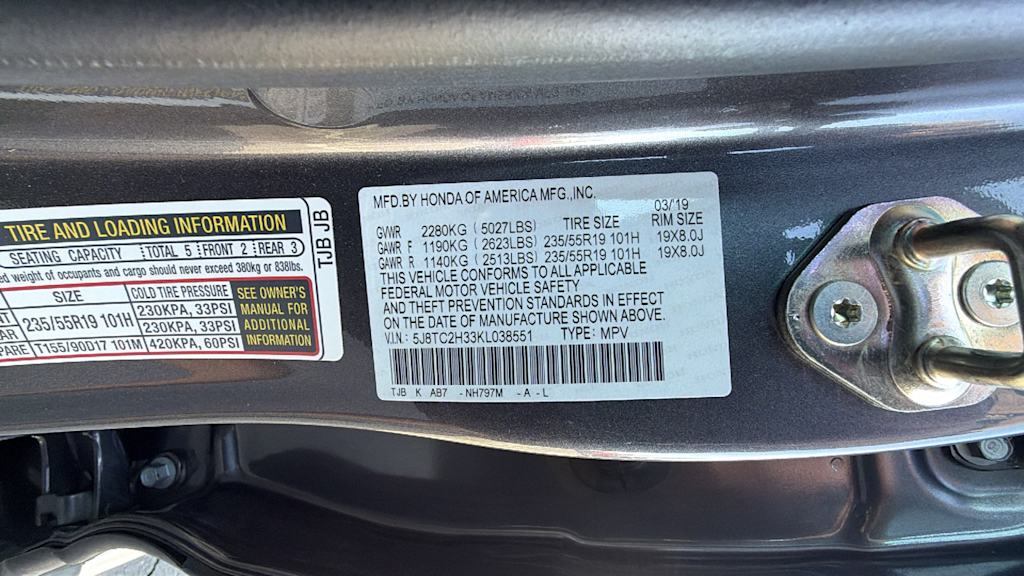 TIRE AND LOADING INFORMATION
SEATING CAPACITY TOTAL 5 FRONT 2 REAR 3
weight of occupants and cargo should never exceed 380kg or 838lbs.
SIZE COLD TIRE PRESSURE SEE OWNER'S MANUAL FOR ADDITIONAL INFORMATION
235/55R19 101H 230KPA, 33PSI
230KPA, 33PSI
T155/90D17 101M 420KPA, 60PSI
TJB JB
MFD.BY HONDA OF AMERICA MFG.,INC.
03/19
GVWR 2280KG (5027LBS) TIRE SIZE RIM SIZE
GAWR F 1190KG (2623LBS) 235/55R19 101H 19X8.0J
GAWR R 1140KG (2513LBS) 235/55R19 101H 19X8.0J
THIS VEHICLE CONFORMS TO ALL APPLICABLE
FEDERAL MOTOR VEHICLE SAFETY
AND THEFT PREVENTION STANDARDS IN EFFECT
ON THE DATE OF MANUFACTURE SHOWN ABOVE.
V.I.N.: 5J8TC2H33KL038551 TYPE: MPV
TJB K AB7 -NH797M -A -L